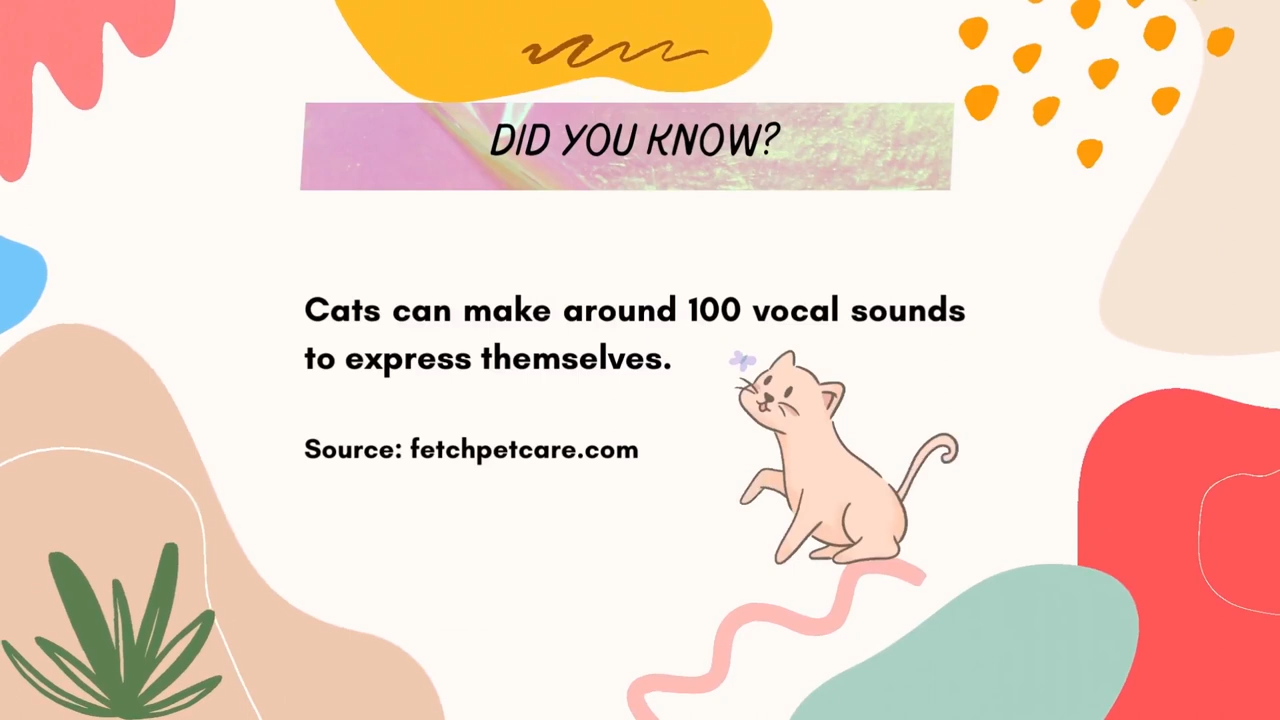 DID YOU KNOW?
Cats can make around 100 vocal sounds
to express themselves.
Source: fetchpetcare.com